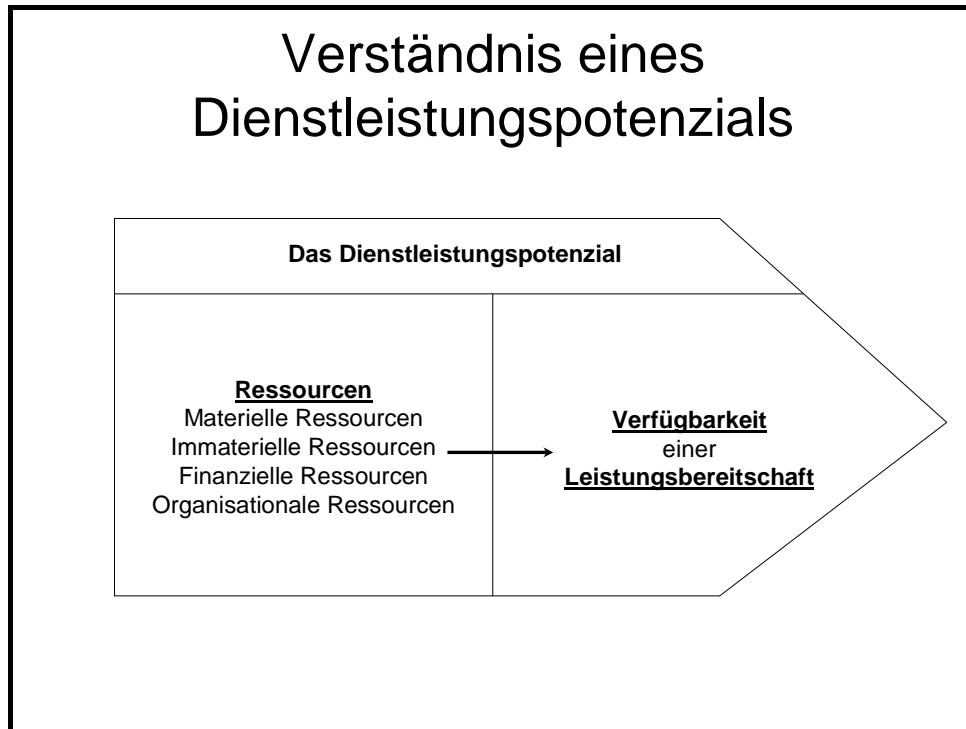 Verständnis eines
Dienstleistungspotenzials
Das Dienstleistungspotenzial
Ressourcen
Materielle Ressourcen
Immaterielle Ressourcen
Finanzielle Ressourcen
Organisationale Ressourcen
Verfügbarkeit
einer
Leistungsbereitschaft